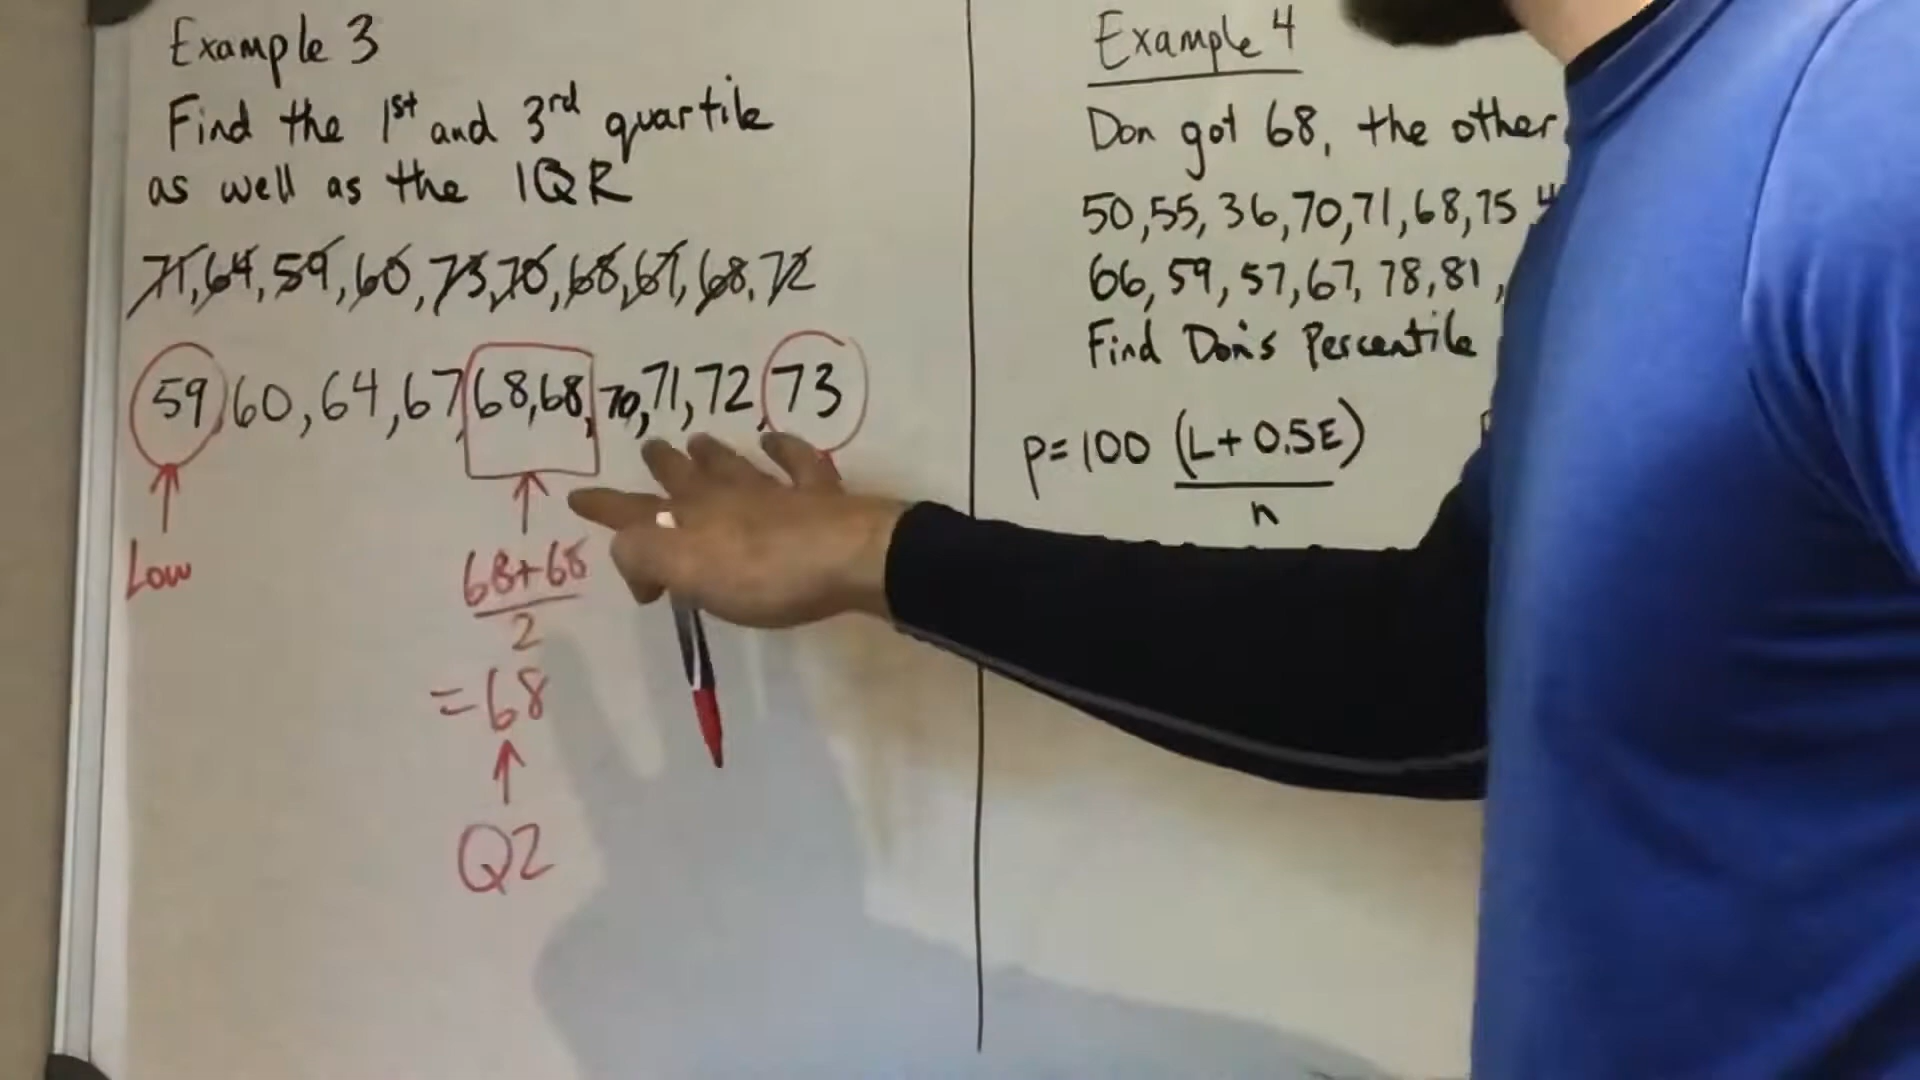 Example 3
Find the 1st and 3rd quartile
as well as the IQR
71, 64, 59, 60, 73, 70, 68, 67, 68, 72
59, 60, 64, 67, 68, 68, 70, 71, 72, 73
Low
68+68
2
=68
Q2
Example 4
Don got 68, the other
50, 55, 36, 70, 71, 68, 75
66, 59, 57, 67, 78, 81,
Find Don's Percentile
p=100 (L+0.5E)
n